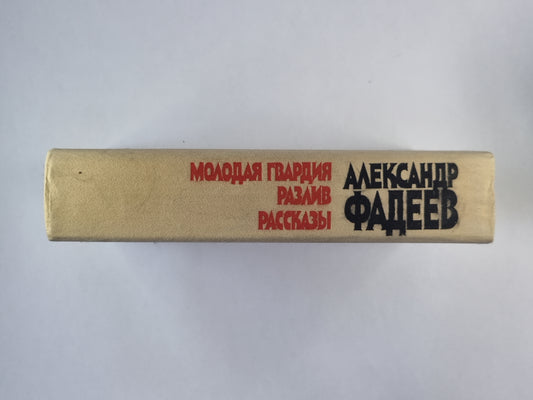 АЛЕКСАНДР
ФАДЕЕВ
МОЛОДАЯ ГВАРДИЯ
РАЗЛИВ
РАССКАЗЫ